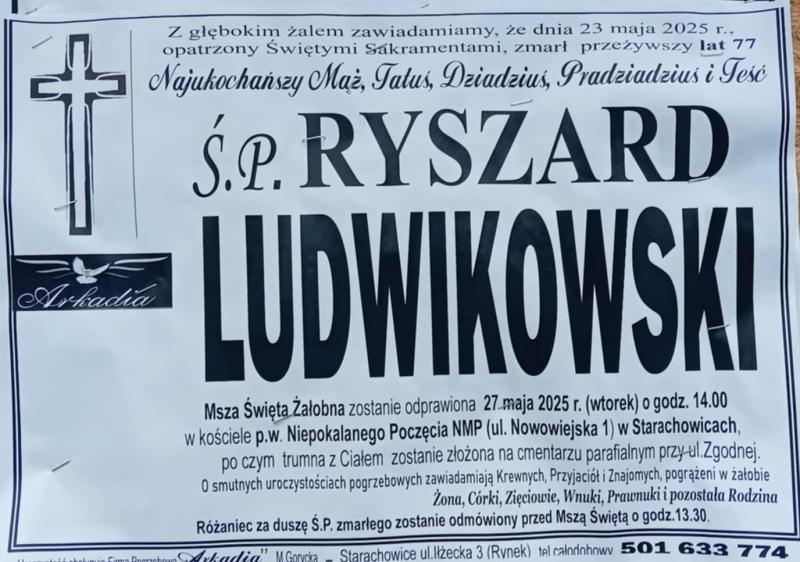 Z głębokim żalem zawiadamiamy, że dnia 23 maja 2025 r.,
opatrzony Świętymi Sakramentami, zmarł przeżywszy lat 77
Najukochańszy Mąż, Tatuś, Dziadziuś, Pradziadziuś i Teść
Ś.P. RYSZARD
LUDWIKOWSKI
Arkadia
Msza Święta Żałobna zostanie odprawiona 27 maja 2025 r. (wtorek) o godz. 14.00
w kościele p.w. Niepokalanego Poczęcia NMP (ul. Nowowiejska 1) w Starachowicach,
po czym trumna z Ciałem zostanie złożona na cmentarzu parafialnym przy ul.Zgodnej.
O smutnych uroczystościach pogrzebowych zawiadamiają Krewnych, Przyjaciół i Znajomych, pogrążeni w żałobie
Żona, Córki, Zięciowie, Wnuki, Prawnuki i pozostała Rodzina
Różaniec za duszę Ś.P. zmarłego zostanie odmówiony przed Mszą Świętą o godz.13.30.
Firma Pogrzebowa "Arkadia" M.Gorycka – Starachowice ul.Iłżecka 3 (Rynek) tel całodobowy 501 633 774